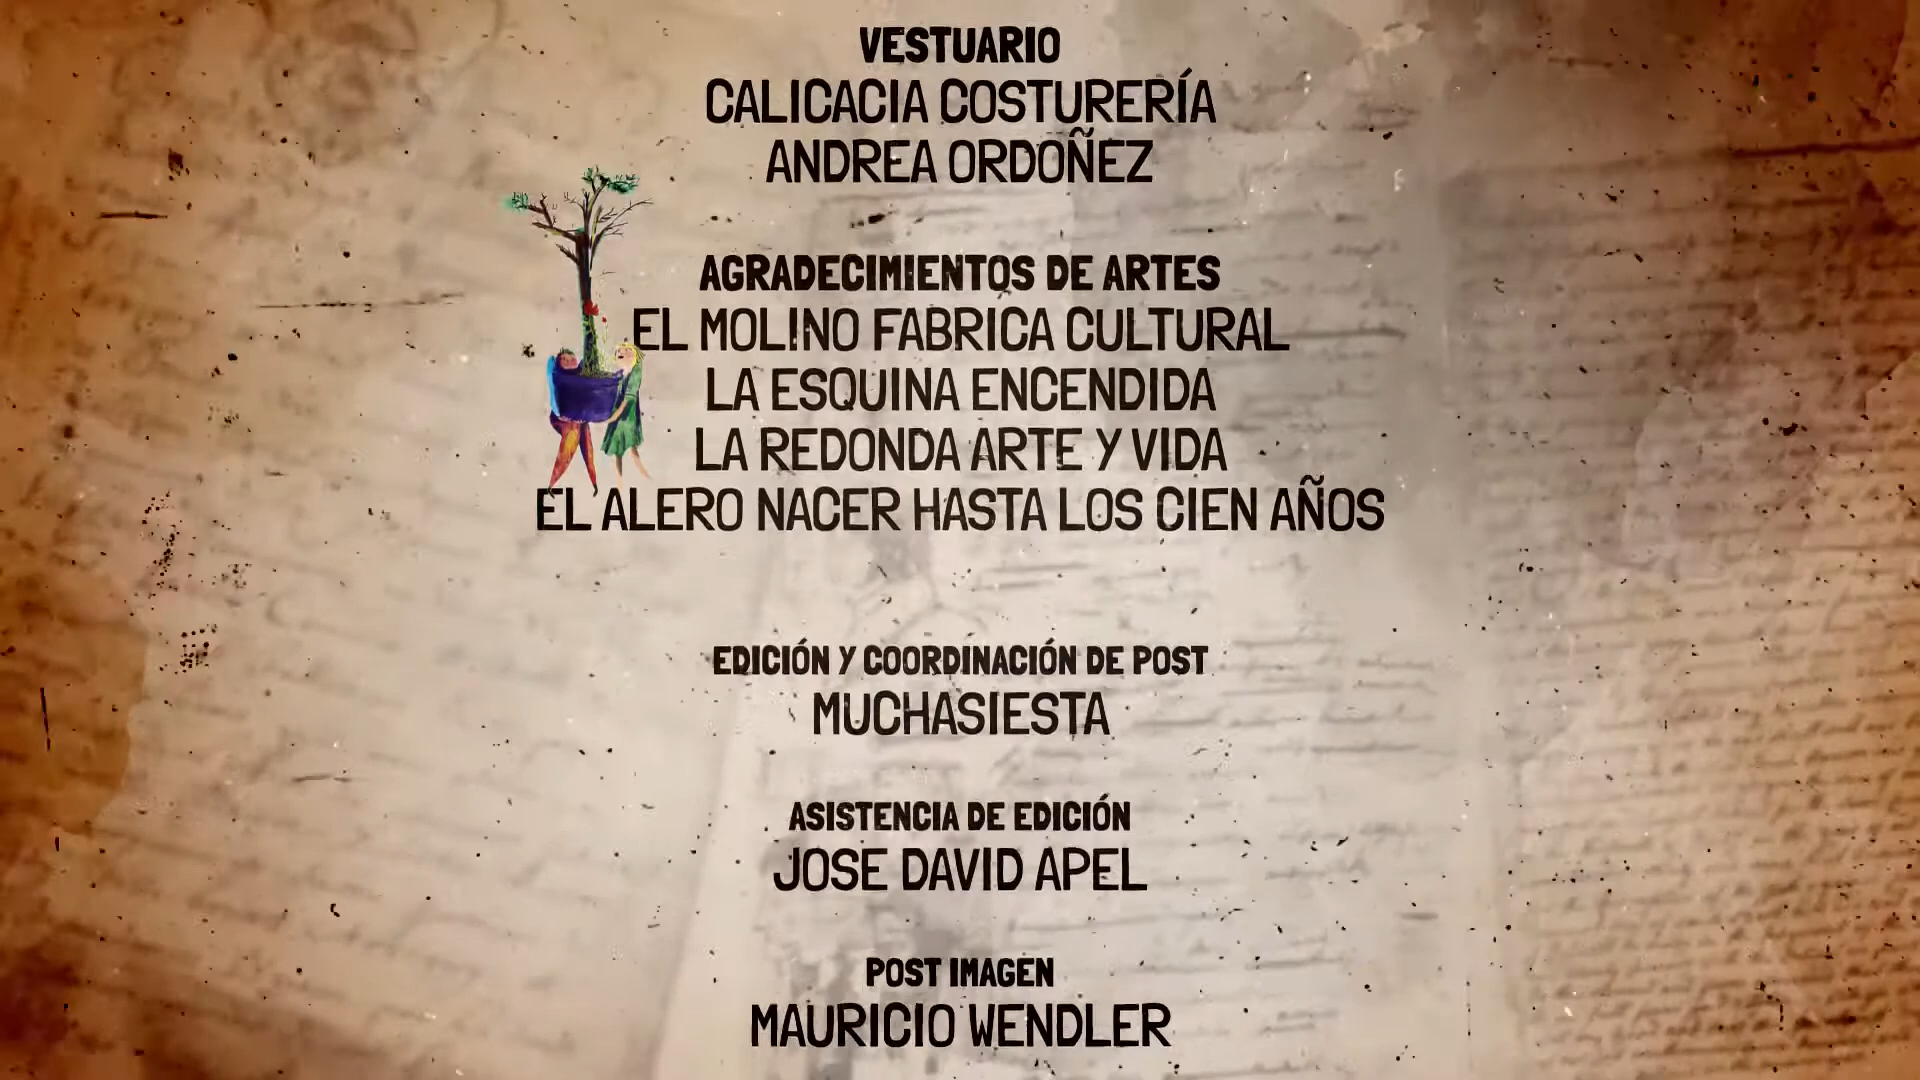 VESTUARIO
CALICACIA COSTURERÍA
ANDREA ORDOÑEZ
AGRADECIMIENTOS DE ARTES
EL MOLINO FABRICA CULTURAL
LA ESQUINA ENCENDIDA
LA REDONDA ARTE Y VIDA
EL ALERO NACER HASTA LOS CIEN AÑOS
EDICIÓN Y COORDINACIÓN DE POST
MUCHASIESTA
ASISTENCIA DE EDICIÓN
JOSE DAVID APEL
POST IMAGEN
MAURICIO WENDLER